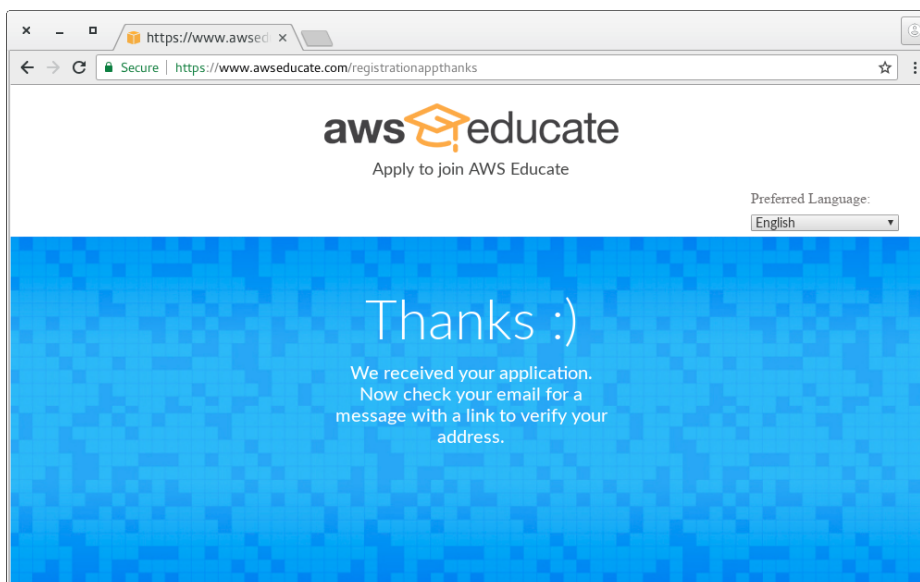 https://www.awsed
Secure | https://www.awseducate.com/registrationappthanks
aws educate
Apply to join AWS Educate
Preferred Language:
English
Thanks :)
We received your application.
Now check your email for a
message with a link to verify your
address.